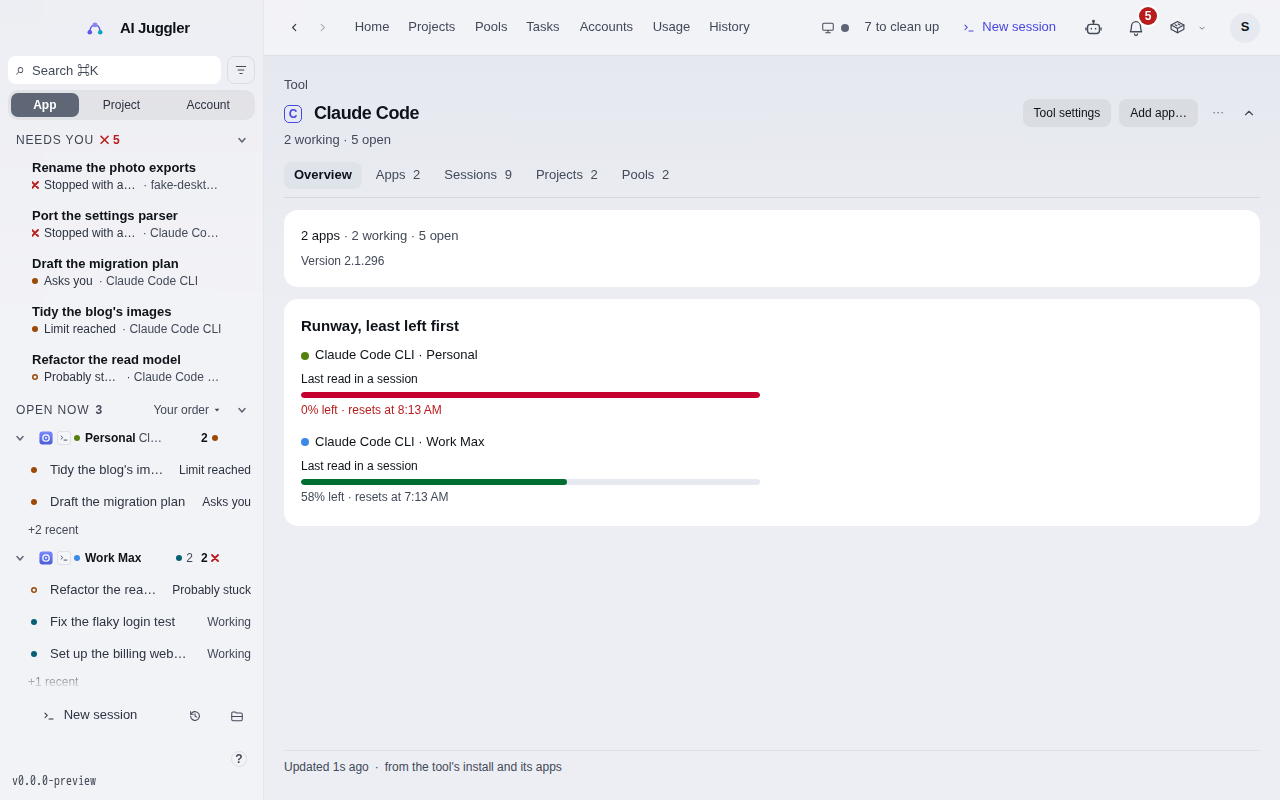 AI Juggler
Home Projects Pools Tasks Accounts Usage History
7 to clean up
New session
5
S
Search ⌘K
App Project Account
NEEDS YOU 5
Rename the photo exports
Stopped with a… · fake-deskt…
Port the settings parser
Stopped with a… · Claude Co…
Draft the migration plan
Asks you · Claude Code CLI
Tidy the blog's images
Limit reached · Claude Code CLI
Refactor the read model
Probably st… · Claude Code …
OPEN NOW 3 Your order
Personal Cl… 2
Tidy the blog's im… Limit reached
Draft the migration plan Asks you
+2 recent
Work Max 2 2
Refactor the rea… Probably stuck
Fix the flaky login test Working
Set up the billing web… Working
+1 recent
New session
?
v0.0.0-preview
Tool
C Claude Code
Tool settings Add app… ···
2 working · 5 open
Overview Apps 2 Sessions 9 Projects 2 Pools 2
2 apps · 2 working · 5 open
Version 2.1.296
Runway, least left first
Claude Code CLI · Personal
Last read in a session
0% left · resets at 8:13 AM
Claude Code CLI · Work Max
Last read in a session
58% left · resets at 7:13 AM
Updated 1s ago · from the tool's install and its apps